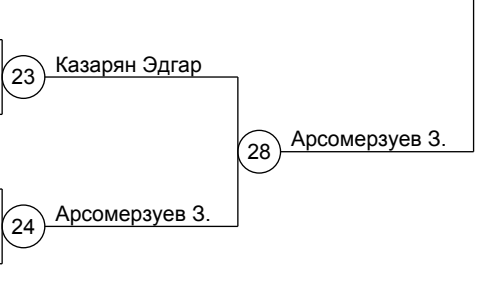 23 Казарян Эдгар
28 Арсомерзуев З.
24 Арсомерзуев З.